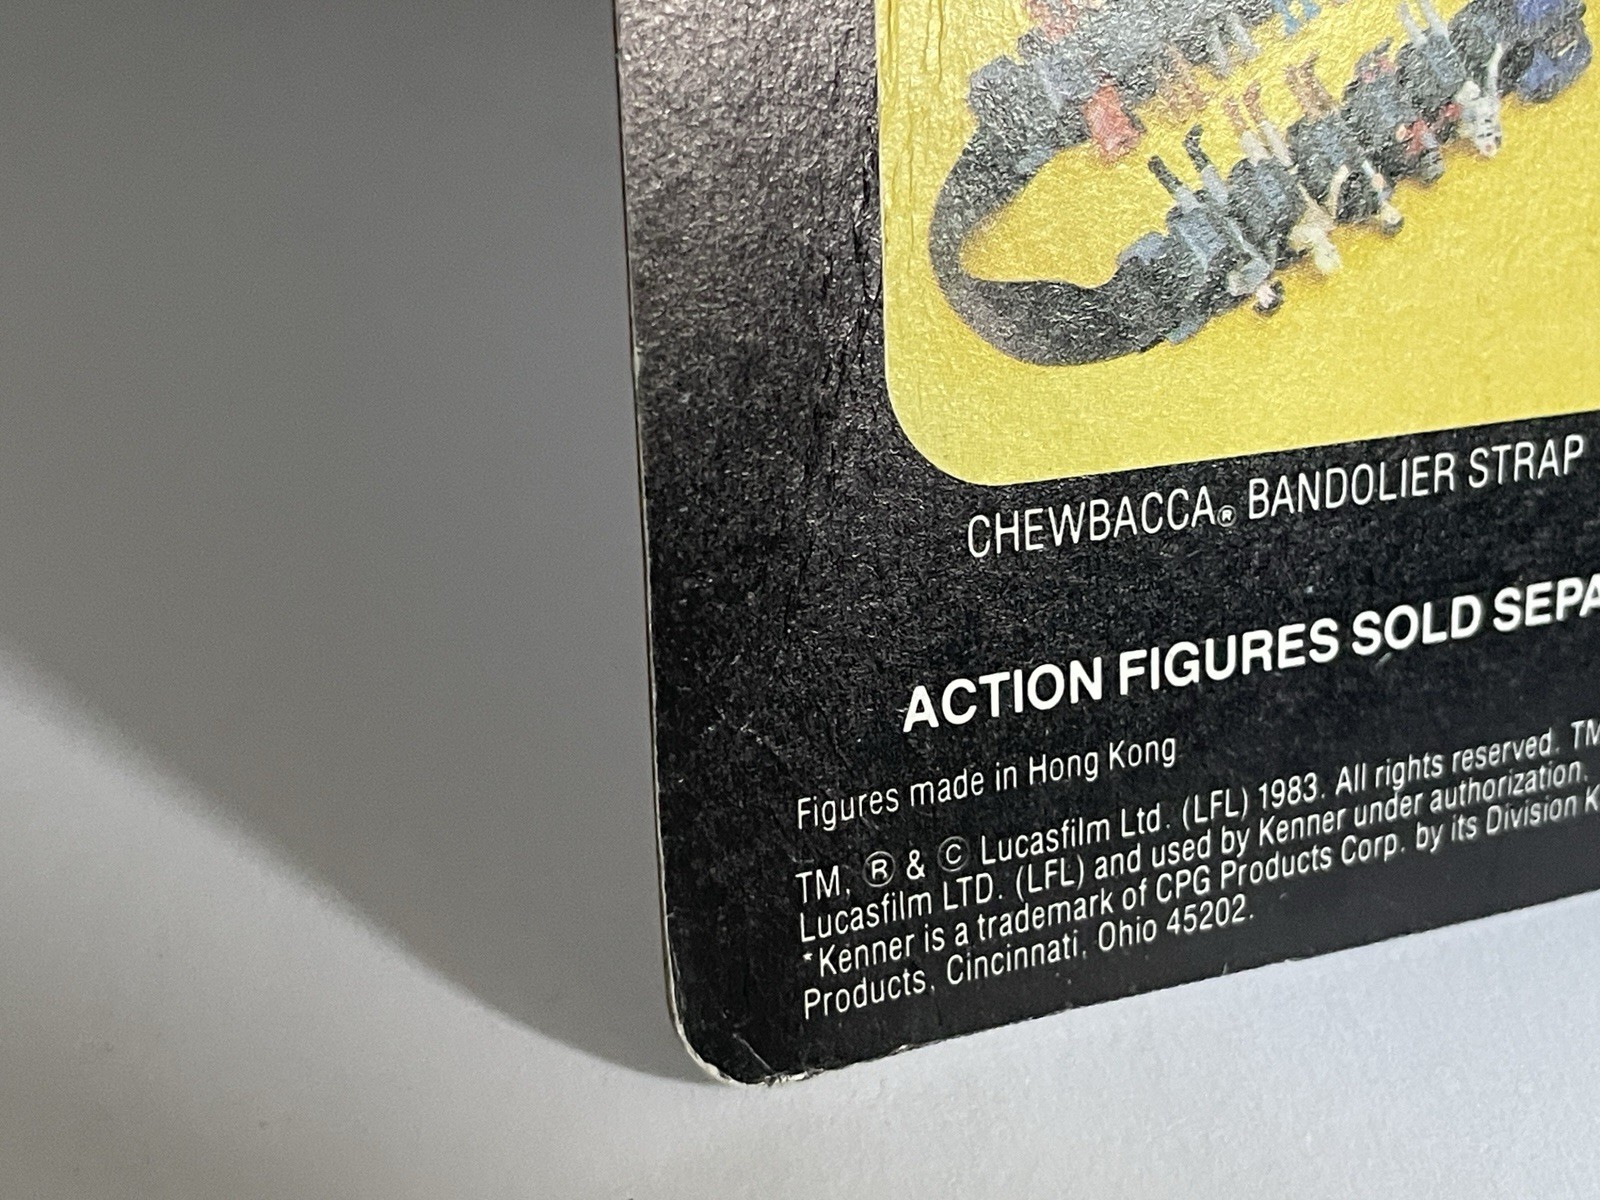 CHEWBACCA® BANDOLIER STRAP
ACTION FIGURES SOLD
Figures made in Hong Kong
TM, ® & © Lucasfilm Ltd. (LFL) 1983. All rights reserved. TM
Lucasfilm LTD. (LFL) and used by Kenner under authorization.
*Kenner is a trademark of CPG Products Corp. by its Division
Products, Cincinnati, Ohio 45202.